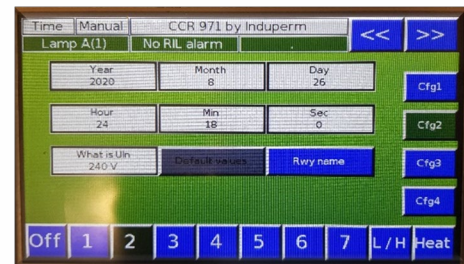 Time Manual CCR 971 by Induperm << >>
Lamp A(1) No RIL alarm .
Year Month Day
2020 8 26
Cfg1
Hour Min Sec
24 18 0
Cfg2
What is Uln Default values Rwy name
240 V
Cfg3
Cfg4
Off 1 2 3 4 5 6 7 L / H Heat